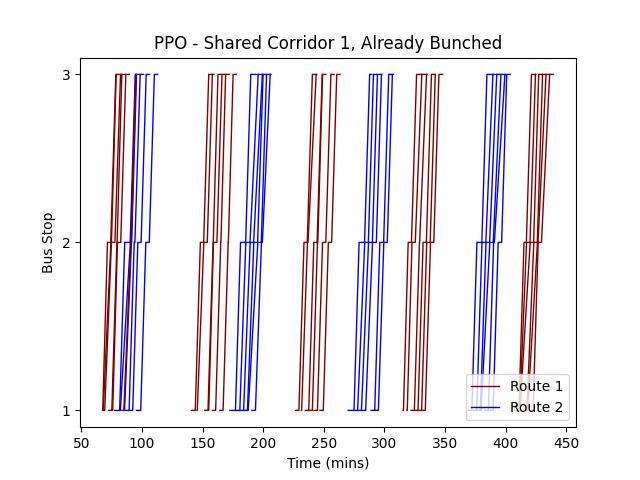 PPO - Shared Corridor 1, Already Bunched
3
2
1
Bus Stop
50 100 150 200 250 300 350 400 450
Time (mins)
Route 1
Route 2